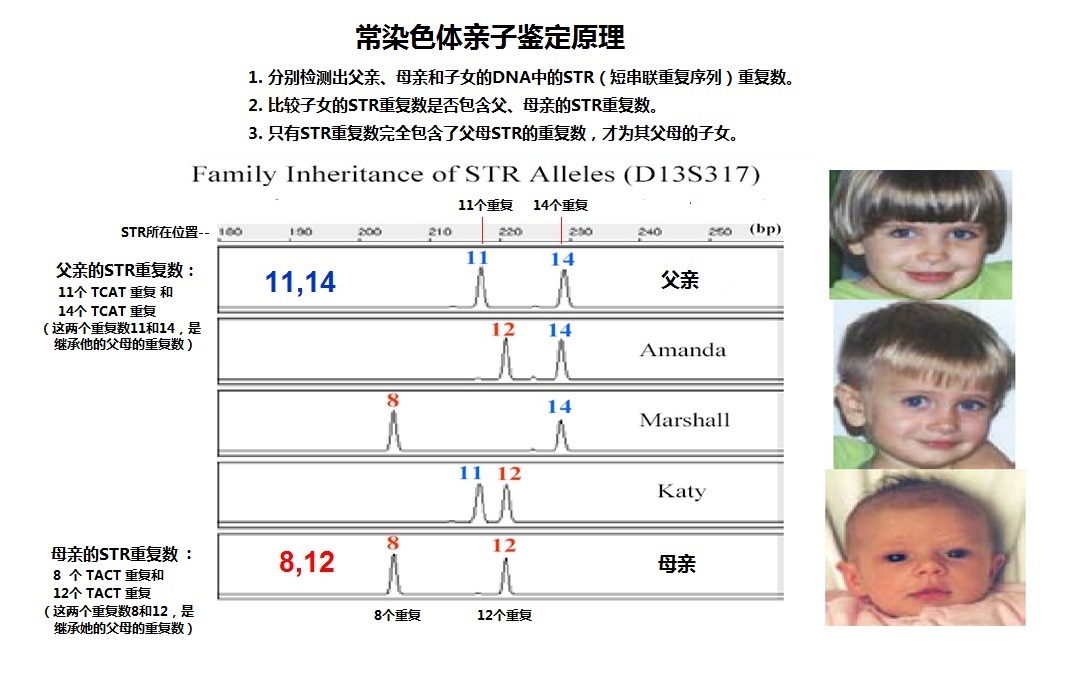 常染色体亲子鉴定原理
1. 分别检测出父亲、母亲和子女的DNA中的STR（短串联重复序列）重复数。
2. 比较子女的STR重复数是否包含父、母亲的STR重复数。
3. 只有STR重复数完全包含了父母STR的重复数，才为其父母的子女。
Family Inheritance of STR Alleles (D13S317)
11个重复 14个重复
STR所在位置-- 180 190 200 210 220 230 240 250 (bp)
父亲的STR重复数：
11个 TCAT 重复 和
14个 TCAT 重复
（这两个重复数11和14，是
继承他的父母的重复数）
11,14 11 14 父亲
12 14 Amanda
8 14 Marshall
11 12 Katy
母亲的STR重复数 ：
8 个 TACT 重复和
12个 TACT 重复
（这两个重复数8和12，是
继承她的父母的重复数）
8,12 8 12 母亲
8个重复 12个重复